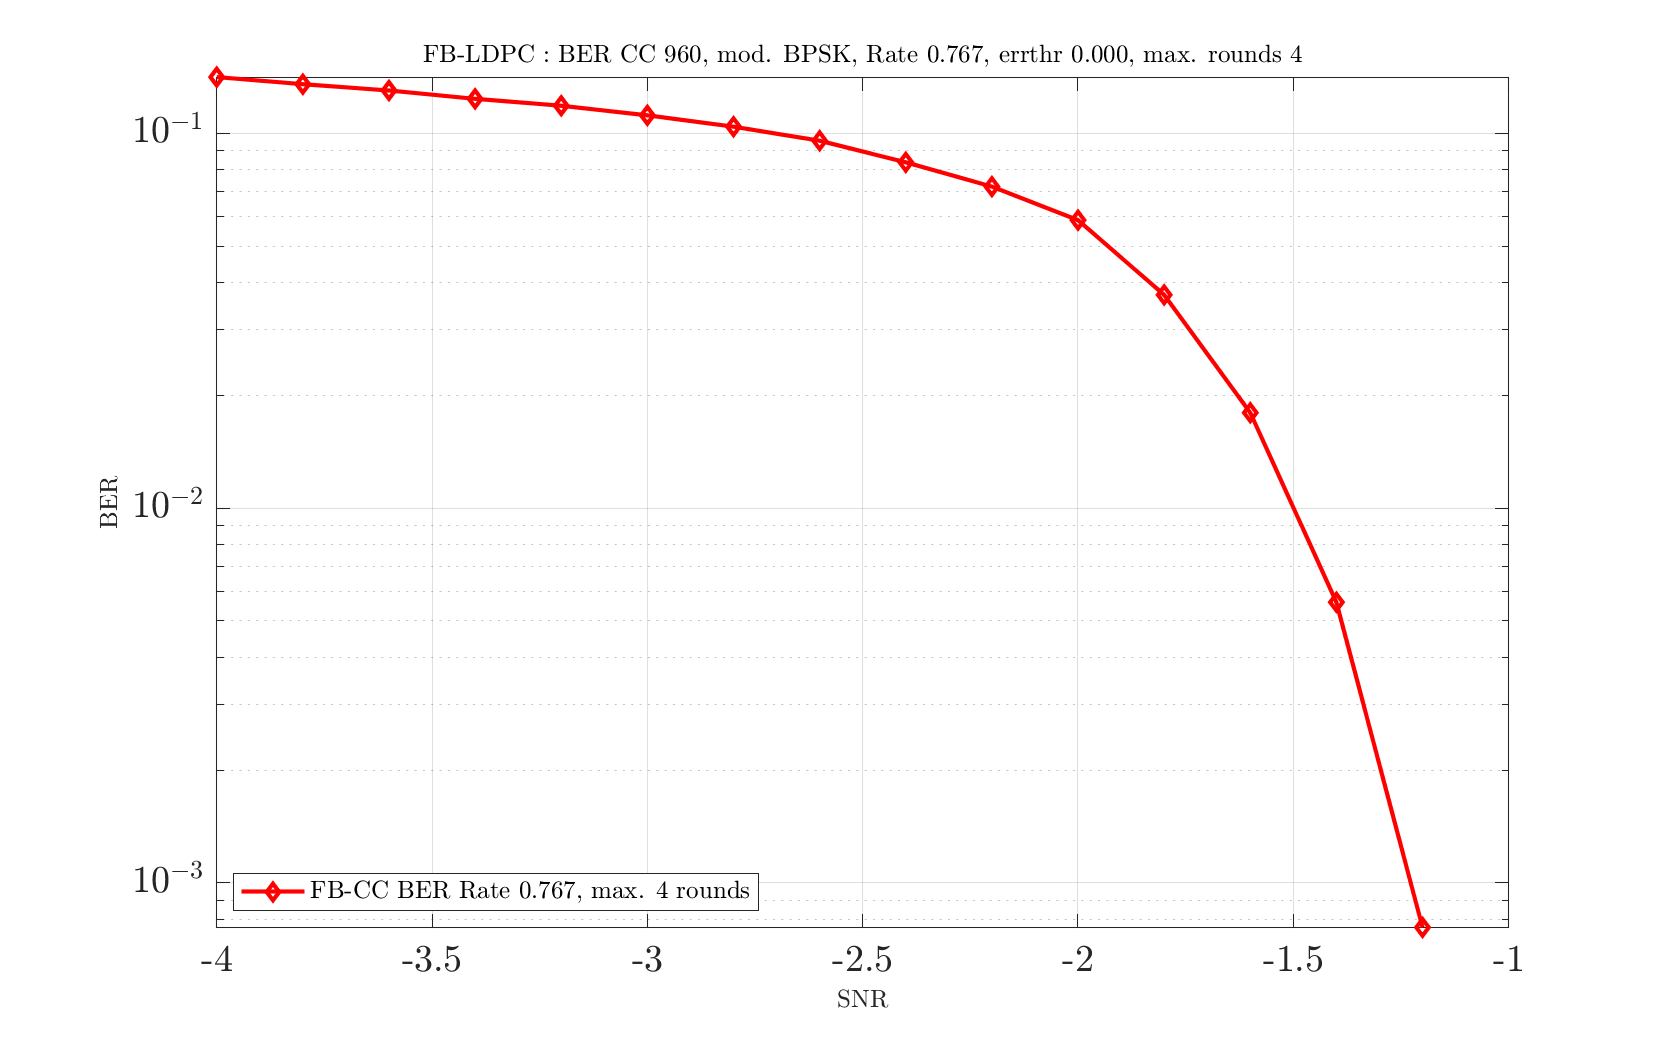 FB-LDPC : BER CC 960, mod. BPSK, Rate 0.767, errthr 0.000, max. rounds 4
10^{-1}
10^{-2}
10^{-3}
BER
FB-CC BER Rate 0.767, max. 4 rounds
-4 -3.5 -3 -2.5 -2 -1.5 -1
SNR